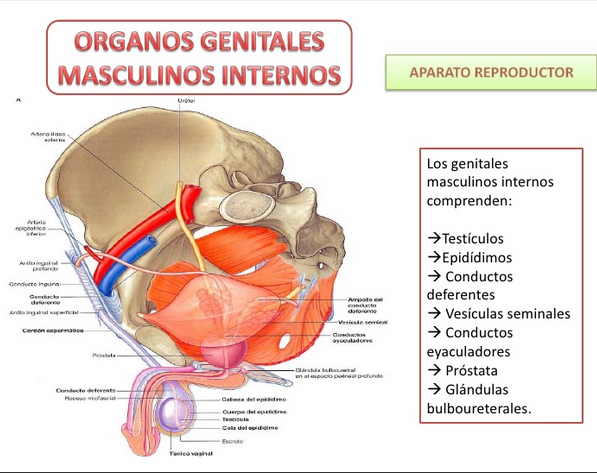 ORGANOS GENITALES
MASCULINOS INTERNOS
APARATO REPRODUCTOR
A
Uréter
Arteria ilíaca
externa
Arteria
epigástrica
inferior
Anillo inguinal
profundo
Conducto inguinal
Conducto
deferente
Anillo inguinal superficial
Cordón espermático
Próstata
Conducto deferente
Receso mofascial
Ampolla del
conducto
deferente
Vesícula seminal
Conductos
eyaculadores
Glándula bulbouretral
en el espacio perineal profundo
Cabeza del epidídimo
Cuerpo del epidídimo
Testículo
Cola del epidídimo
Escroto
Túnica vaginal
Los genitales
masculinos internos
comprenden:
→Testículos
→Epidídimos
→ Conductos
deferentes
→ Vesículas seminales
→ Conductos
eyaculadores
→ Próstata
→ Glándulas
bulboureterales.